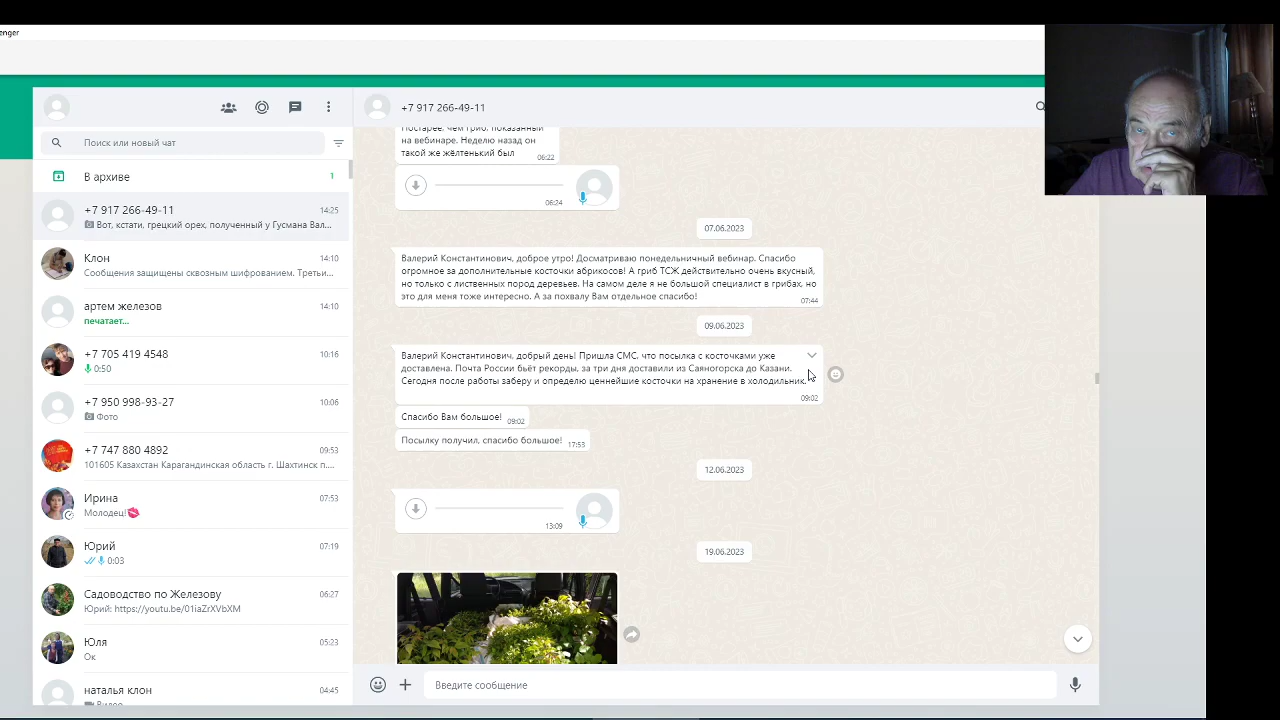 enger
Поиск или новый чат
В архиве
1
+7 917 266-49-11
14:25
Вот, кстати, грецкий орех, полученный у Гусмана Вал...
Клон
14:10
Сообщения защищены сквозным шифрованием. Третьи...
артем железов
14:10
печатает...
+7 705 419 4548
10:16
0:50
+7 950 998-93-27
10:06
Фото
+7 747 880 4892
09:53
101605 Казахстан Карагандинская область г. Шахтинск п....
Ирина
07:53
Молодец!💋
Юрий
07:19
0:03
Садоводство по Железову
06:27
Юрий: https://youtu.be/01iaZrXVbXM
Юля
05:23
Ок
наталья клон
04:45
Видео
+7 917 266-49-11
Постарее, чем гриб, показанный
на вебинаре. Неделю назад он
такой же жёлтенький был
06:22
06:24
07.06.2023
Валерий Константинович, доброе утро! Досматриваю понедельничный вебинар. Спасибо
огромное за дополнительные косточки абрикосов! А гриб ТСЖ действительно очень вкусный,
но только с лиственных пород деревьев. На самом деле я не большой специалист в грибах, но
это для меня тоже интересно. А за похвалу Вам отдельное спасибо!
07:44
09.06.2023
Валерий Константинович, добрый день! Пришла СМС, что посылка с косточками уже
доставлена. Почта России бьёт рекорды, за три дня доставили из Саяногорска до Казани.
Сегодня после работы заберу и определю ценнейшие косточки на хранение в холодильник.
09:02
Спасибо Вам большое!
09:02
Посылку получил, спасибо большое!
17:53
12.06.2023
13:09
19.06.2023
Введите сообщение